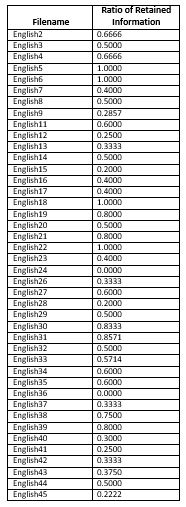 Filename Ratio of Retained Information
English2 0.6666
English3 0.5000
English4 0.6666
English5 1.0000
English6 1.0000
English7 0.4000
English8 0.5000
English9 0.2857
English11 0.6000
English12 0.2500
English13 0.3333
English14 0.5000
English15 0.2000
English16 0.4000
English17 0.4000
English18 1.0000
English19 0.8000
English20 0.5000
English21 0.8000
English22 1.0000
English23 0.4000
English24 0.0000
English26 0.3333
English27 0.6000
English28 0.2000
English29 0.5000
English30 0.8333
English31 0.8571
English32 0.5000
English33 0.5714
English34 0.6000
English35 0.6000
English36 0.0000
English37 0.3333
English38 0.7500
English39 0.8000
English40 0.3000
English41 0.2500
English42 0.3333
English43 0.3750
English44 0.5000
English45 0.2222